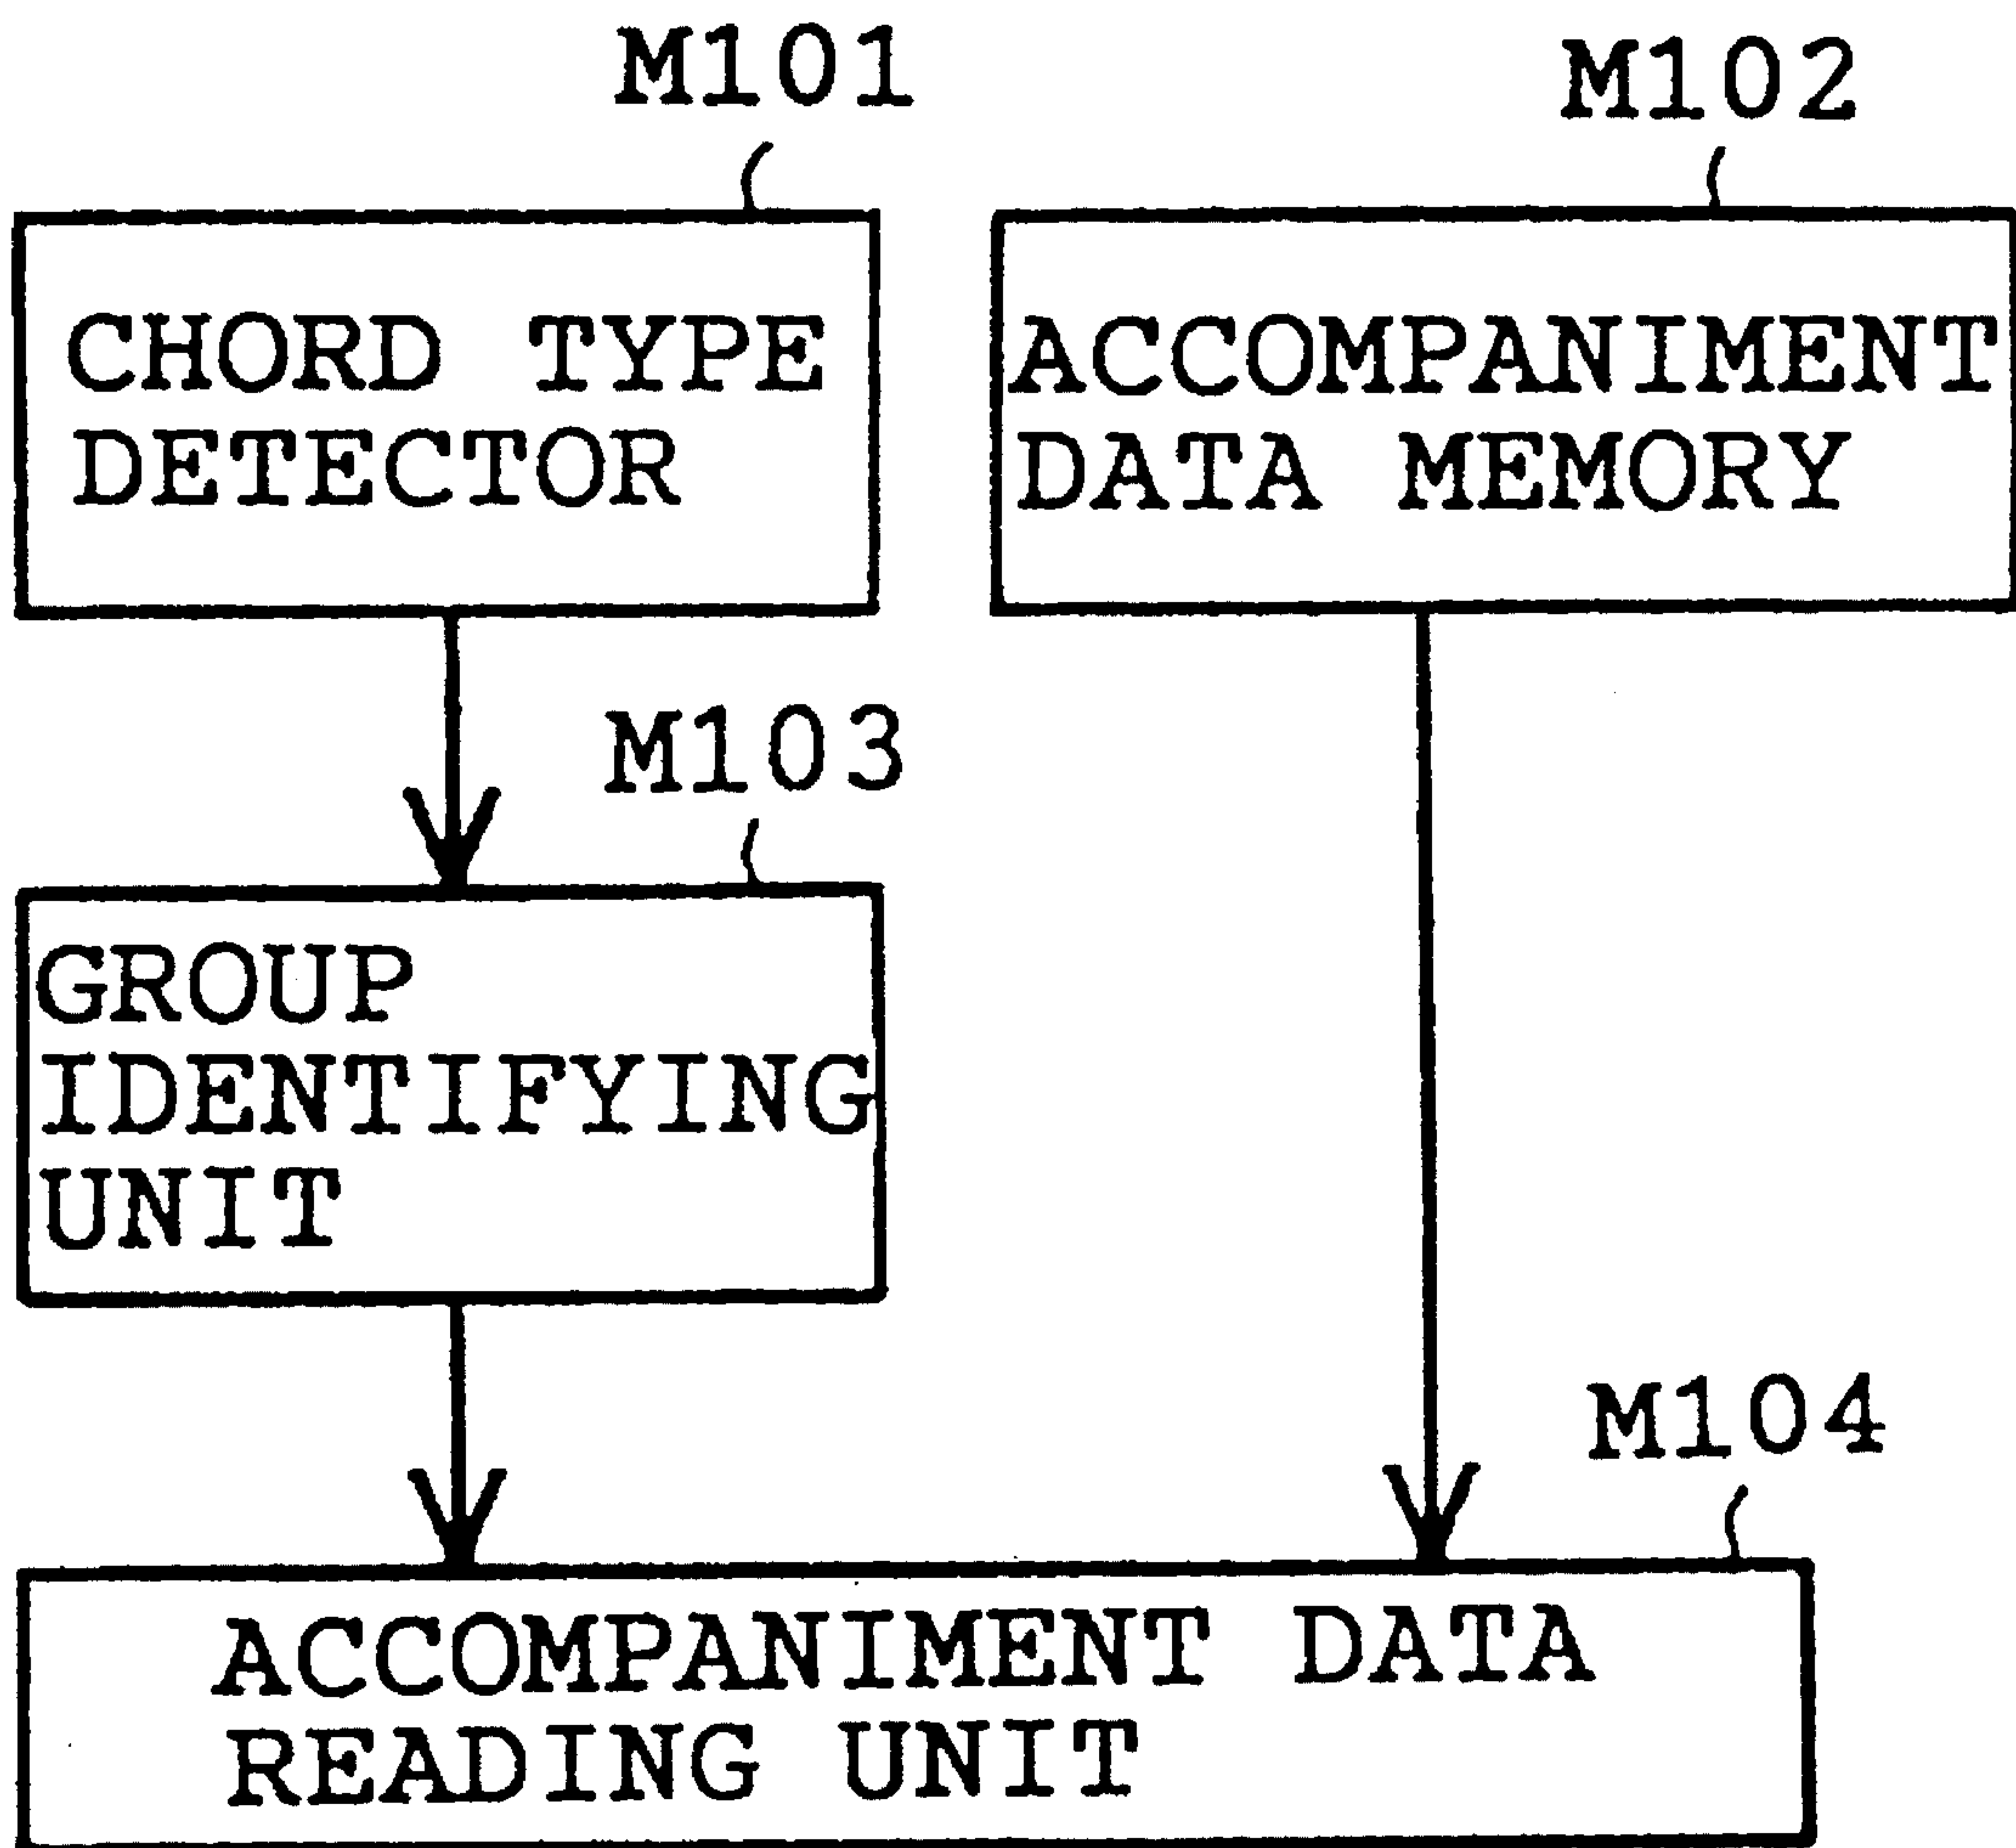 M101
M102
CHORD TYPE
DETECTOR
ACCOMPANIMENT
DATA MEMORY
M103
GROUP
IDENTIFYING
UNIT
M104
ACCOMPANIMENT DATA
READING UNIT